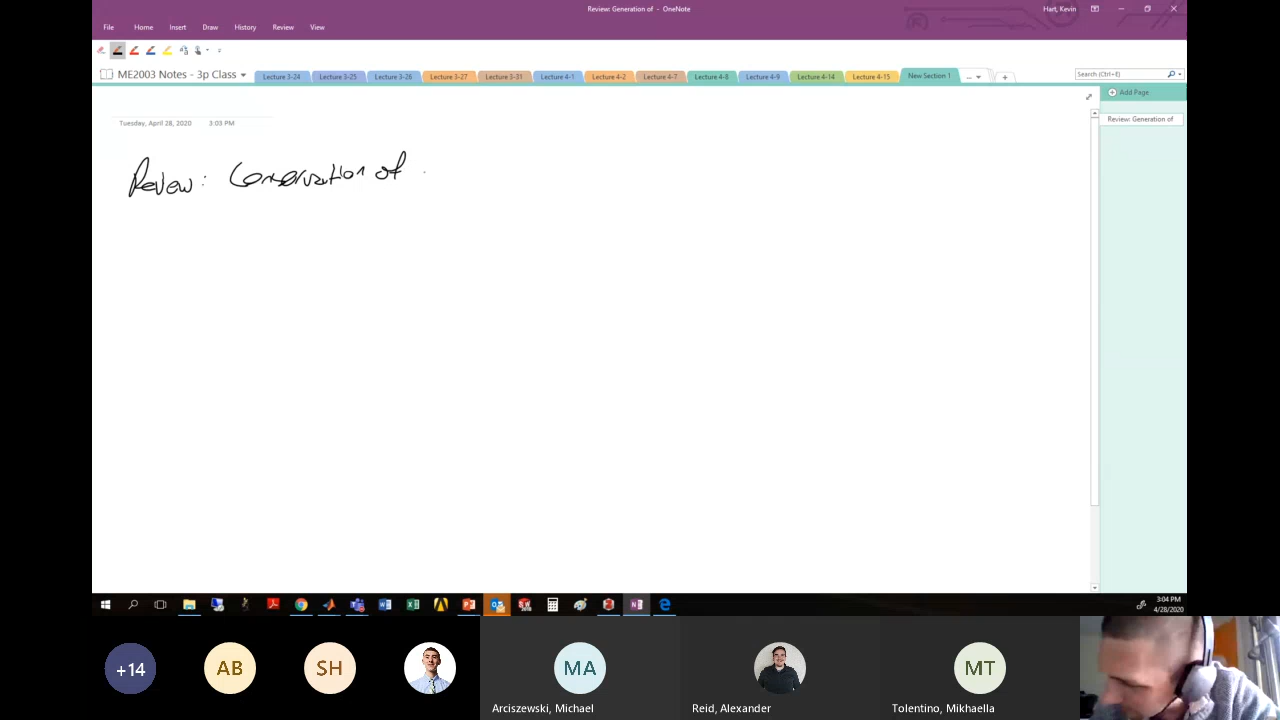 Review: Generation of - OneNote
Hart, Kevin
File Home Insert Draw History Review View
ME2003 Notes - 3p Class
Lecture 3-24 Lecture 3-25 Lecture 3-26 Lecture 3-27 Lecture 3-31 Lecture 4-1 Lecture 4-2 Lecture 4-7 Lecture 4-8 Lecture 4-9 Lecture 4-14 Lecture 4-15 New Section 1 ... +
Search (Ctrl+E)
Add Page
Review: Generation of
Tuesday, April 28, 2020 3:03 PM
Review: Conservation of
3:04 PM
4/28/2020
+14 AB SH MA MT
Arciszewski, Michael Reid, Alexander Tolentino, Mikhaella